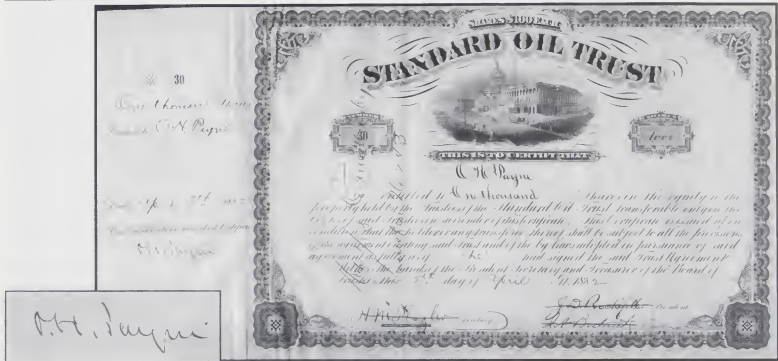 № 30
One thousand Shares
O.H. Payne
O.H. Payne
O.H. Payne
SHARES $100 EACH
STANDARD OIL TRUST
30
1000
THIS IS TO CERTIFY THAT
O H Payne
is entitled to One thousand shares in the equity in the
property held by the Trustees of the Standard Oil Trust transferable only on the
books of said Trustees on surrender of this certificate. This certificate is issued upon
condition that the holder or any transferee thereof shall be subject to all the provisions
of the agreement creating said Trust and of the by laws adopted in pursuance of said
agreement as fully as if he had signed the said Trust Agreement
Witness the hands of the President Secretary and Treasurer of the Board of
Trustees this 5th day of April 1882
Secretary
President